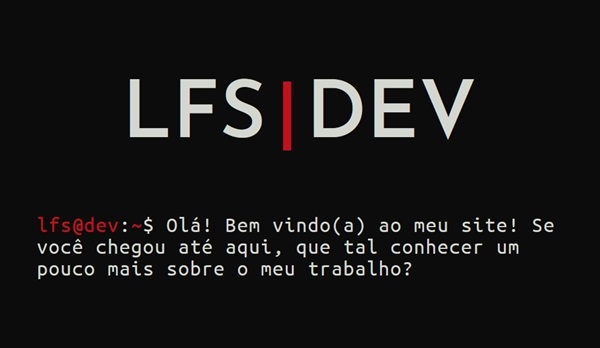 LFS|DEV
lfs@dev:~$ Olá! Bem vindo(a) ao meu site! Se
você chegou até aqui, que tal conhecer um
pouco mais sobre o meu trabalho?